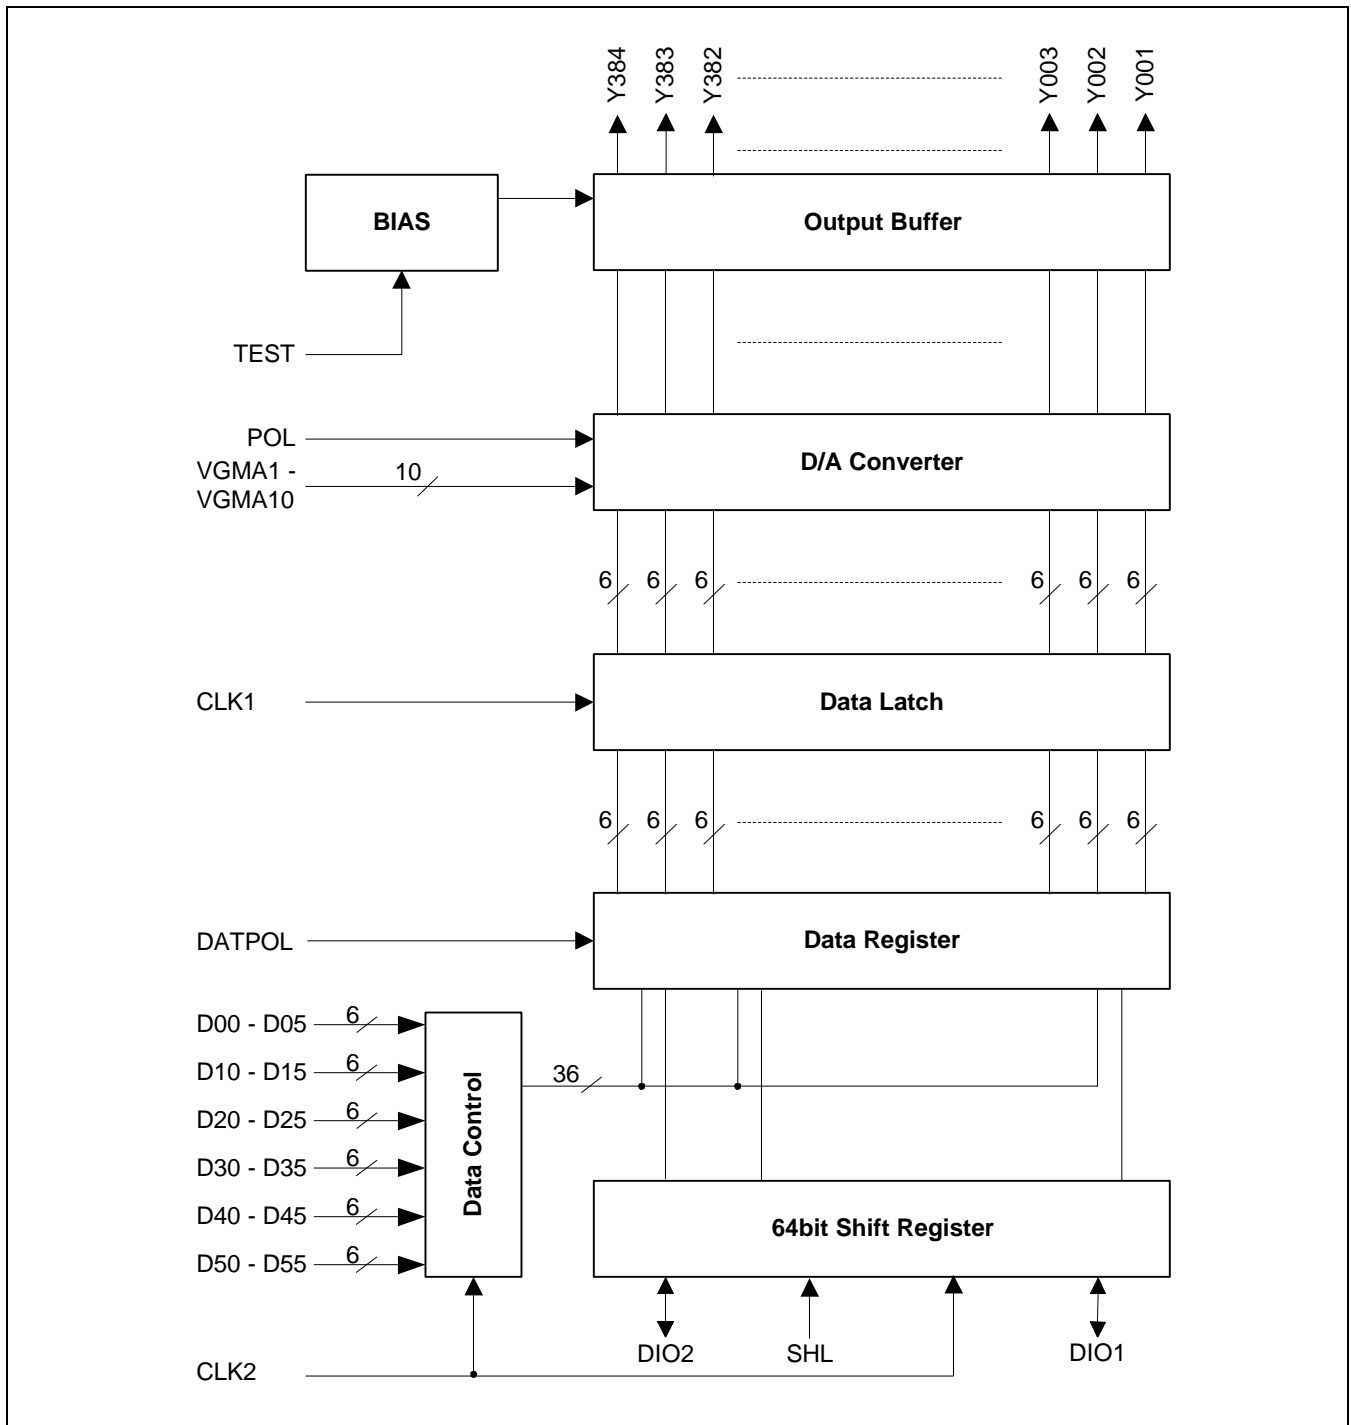 Y384 Y383 Y382 Y003 Y002 Y001
BIAS
Output Buffer
TEST
POL
VGMA1 -
VGMA10
10
D/A Converter
6 6 6 6 6 6
CLK1
Data Latch
6 6 6 6 6 6
DATPOL
Data Register
D00 - D05 6
D10 - D15 6
D20 - D25 6
D30 - D35 6
D40 - D45 6
D50 - D55 6
Data Control
36
64bit Shift Register
DIO2 SHL DIO1
CLK2